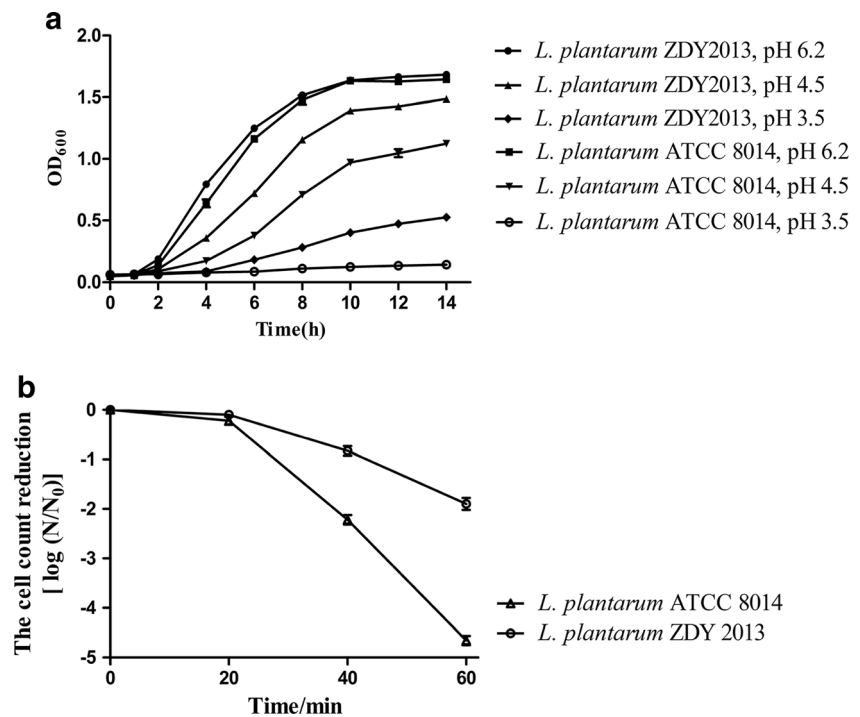 a
2.0
1.5
1.0
0.5
0.0
OD600
0 2 4 6 8 10 12 14
Time(h)
L. plantarum ZDY2013, pH 6.2
L. plantarum ZDY2013, pH 4.5
L. plantarum ZDY2013, pH 3.5
L. plantarum ATCC 8014, pH 6.2
L. plantarum ATCC 8014, pH 4.5
L. plantarum ATCC 8014, pH 3.5
b
The cell count reduction
[ log (N/N0)]
0
-1
-2
-3
-4
-5
0 20 40 60
Time/min
L. plantarum ATCC 8014
L. plantarum ZDY 2013